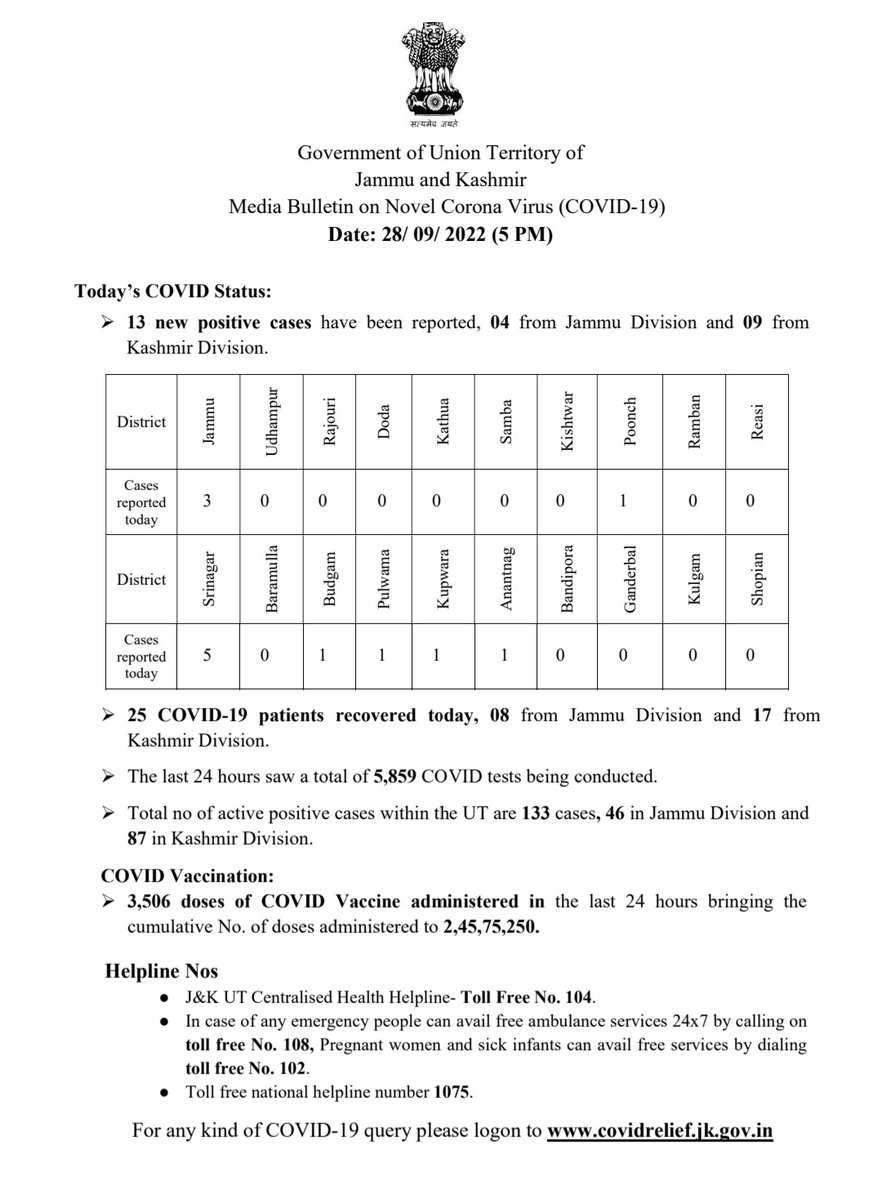 सत्यमेव जयते
Government of Union Territory of
Jammu and Kashmir
Media Bulletin on Novel Corona Virus (COVID-19)
Date: 28/ 09/ 2022 (5 PM)
Today’s COVID Status:
➢ 13 new positive cases have been reported, 04 from Jammu Division and 09 from
Kashmir Division.
District Jammu Udhampur Rajouri Doda Kathua Samba Kishtwar Poonch Ramban Reasi
Cases
reported
today 3 0 0 0 0 0 0 1 0 0
District Srinagar Baramulla Budgam Pulwama Kupwara Anantnag Bandipora Ganderbal Kulgam Shopian
Cases
reported
today 5 0 1 1 1 1 0 0 0 0
➢ 25 COVID-19 patients recovered today, 08 from Jammu Division and 17 from
Kashmir Division.
➢ The last 24 hours saw a total of 5,859 COVID tests being conducted.
➢ Total no of active positive cases within the UT are 133 cases, 46 in Jammu Division and
87 in Kashmir Division.
COVID Vaccination:
➢ 3,506 doses of COVID Vaccine administered in the last 24 hours bringing the
cumulative No. of doses administered to 2,45,75,250.
Helpline Nos
● J&K UT Centralised Health Helpline- Toll Free No. 104.
● In case of any emergency people can avail free ambulance services 24x7 by calling on
toll free No. 108, Pregnant women and sick infants can avail free services by dialing
toll free No. 102.
● Toll free national helpline number 1075.
For any kind of COVID-19 query please logon to www.covidrelief.jk.gov.in